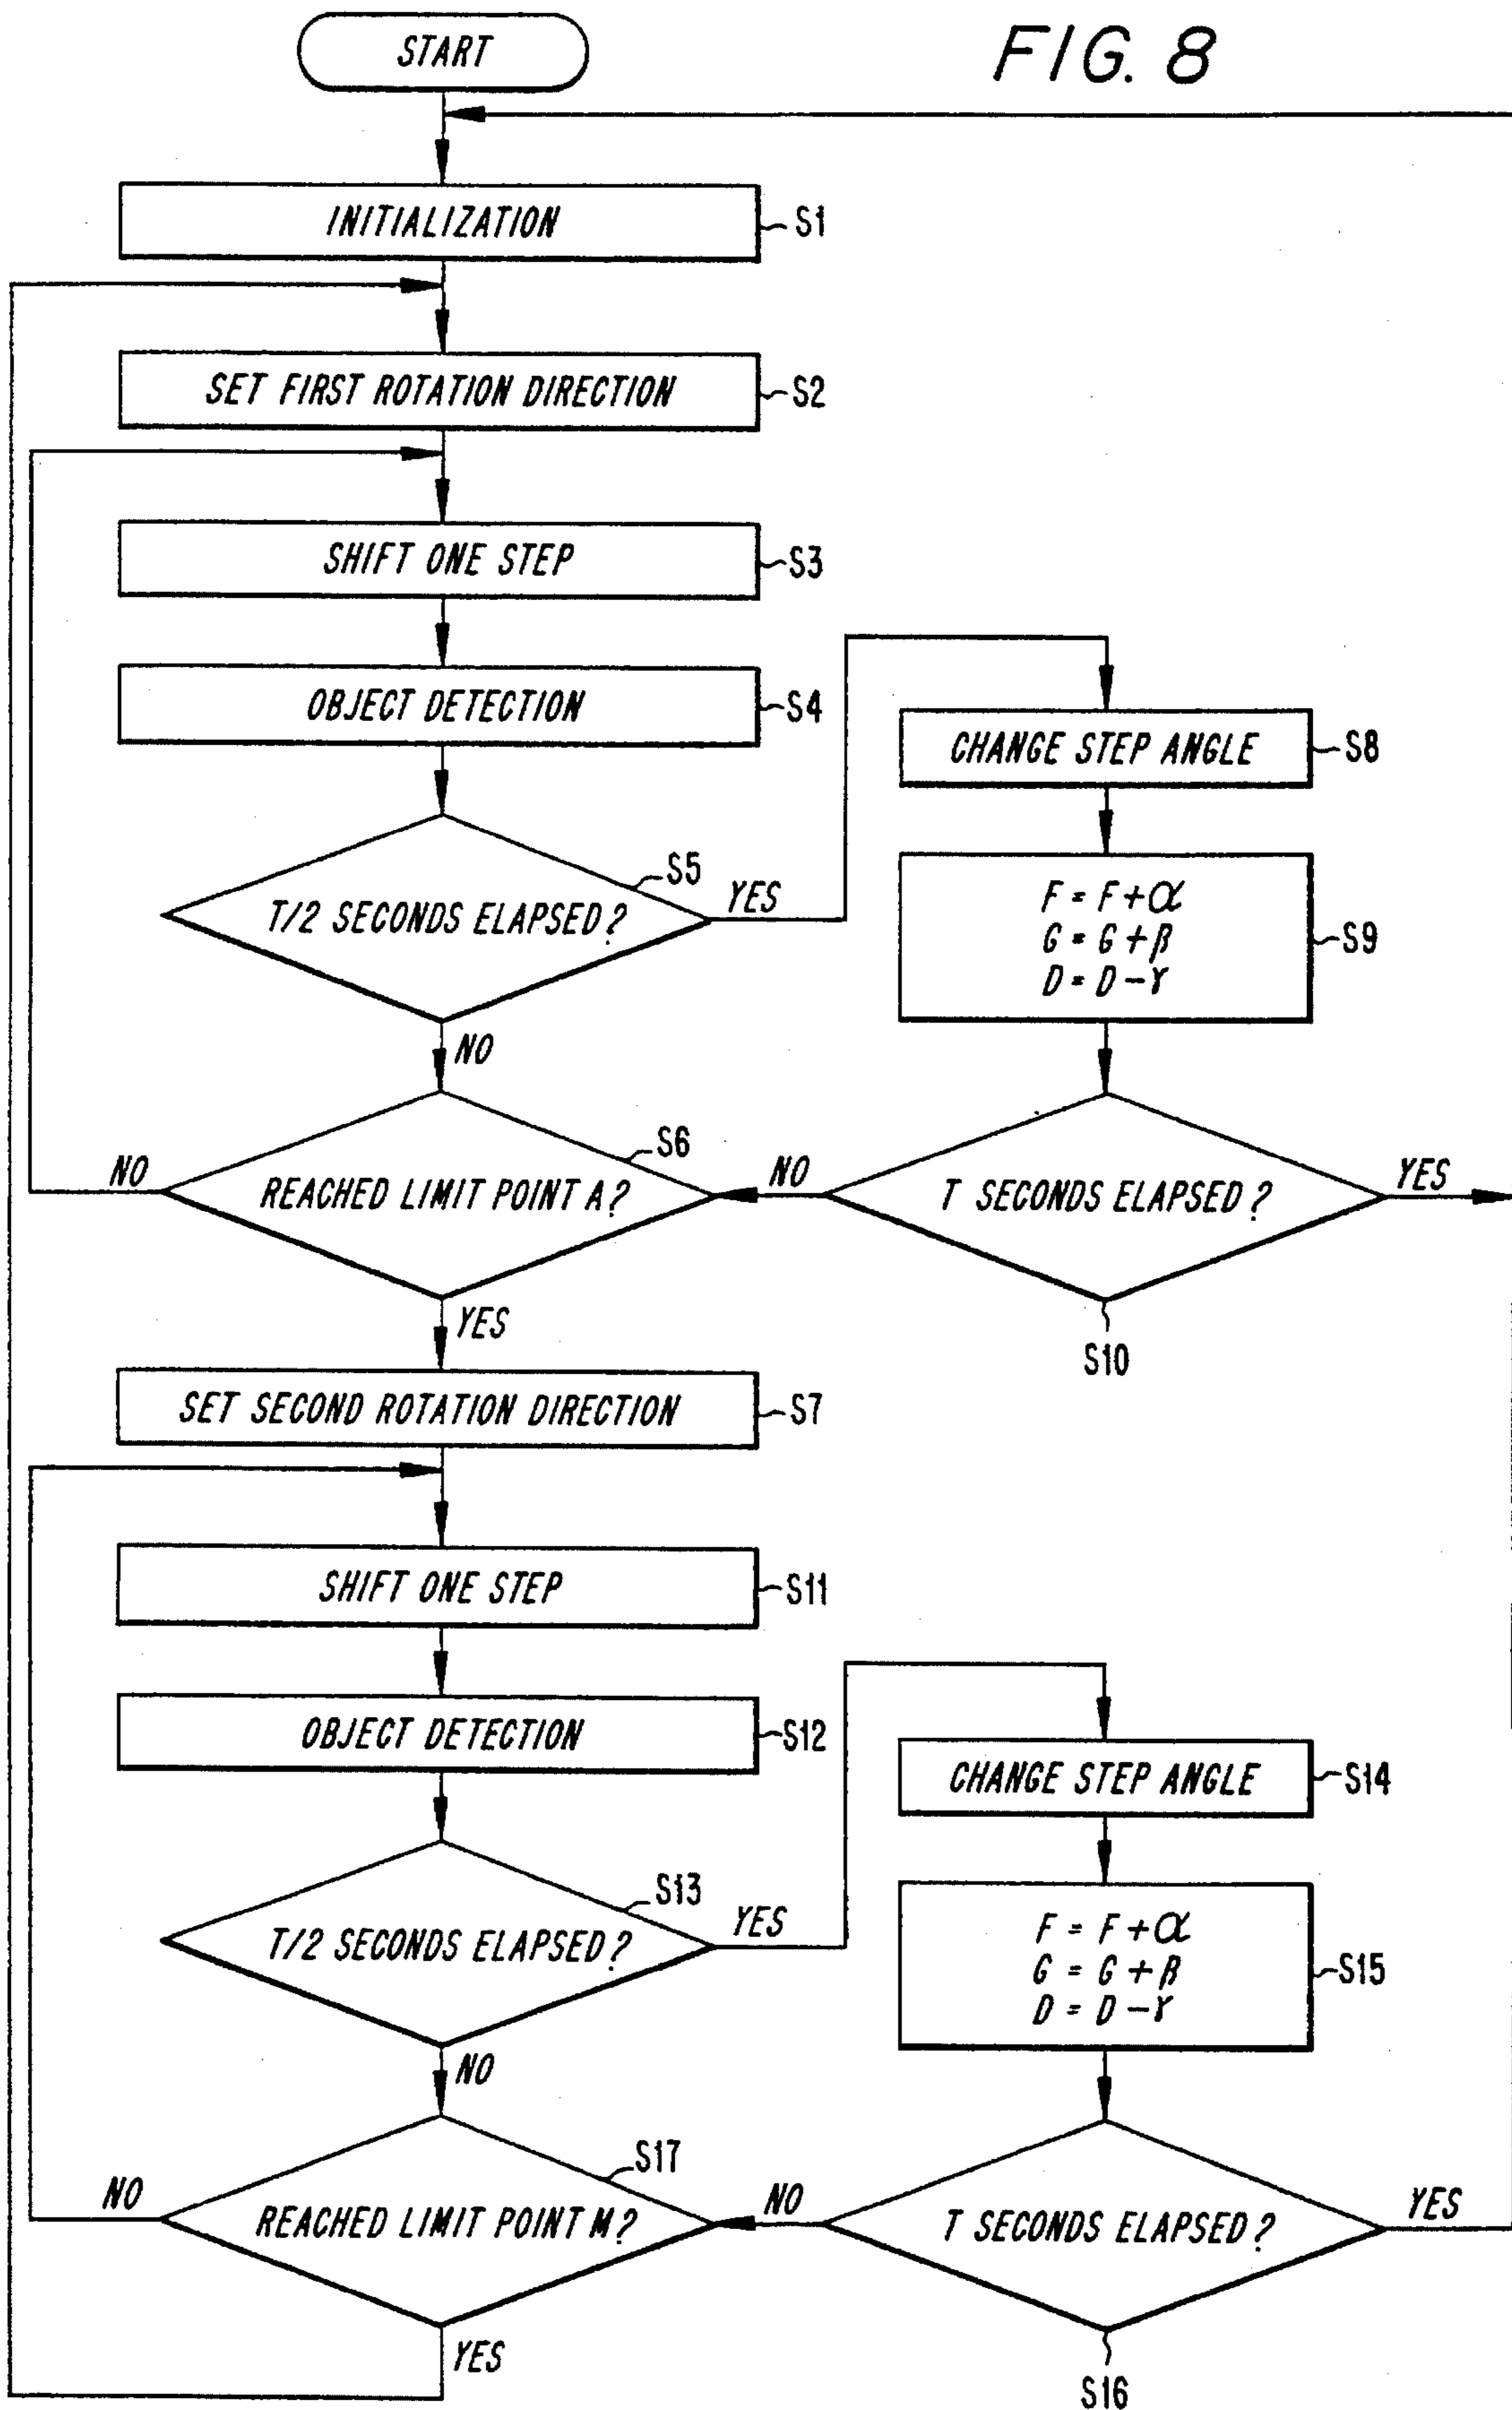 START
FIG. 8
INITIALIZATION
S1
SET FIRST ROTATION DIRECTION
S2
SHIFT ONE STEP
S3
OBJECT DETECTION
S4
CHANGE STEP ANGLE
S8
T/2 SECONDS ELAPSED?
S5
YES
F = F+α
G = G+β
D = D−γ
S9
NO
REACHED LIMIT POINT A?
S6
NO
NO
T SECONDS ELAPSED?
YES
S10
YES
SET SECOND ROTATION DIRECTION
S7
SHIFT ONE STEP
S11
OBJECT DETECTION
S12
CHANGE STEP ANGLE
S14
T/2 SECONDS ELAPSED?
S13
YES
F = F+α
G = G+β
D = D−γ
S15
NO
REACHED LIMIT POINT M?
S17
NO
NO
T SECONDS ELAPSED?
YES
S16
YES